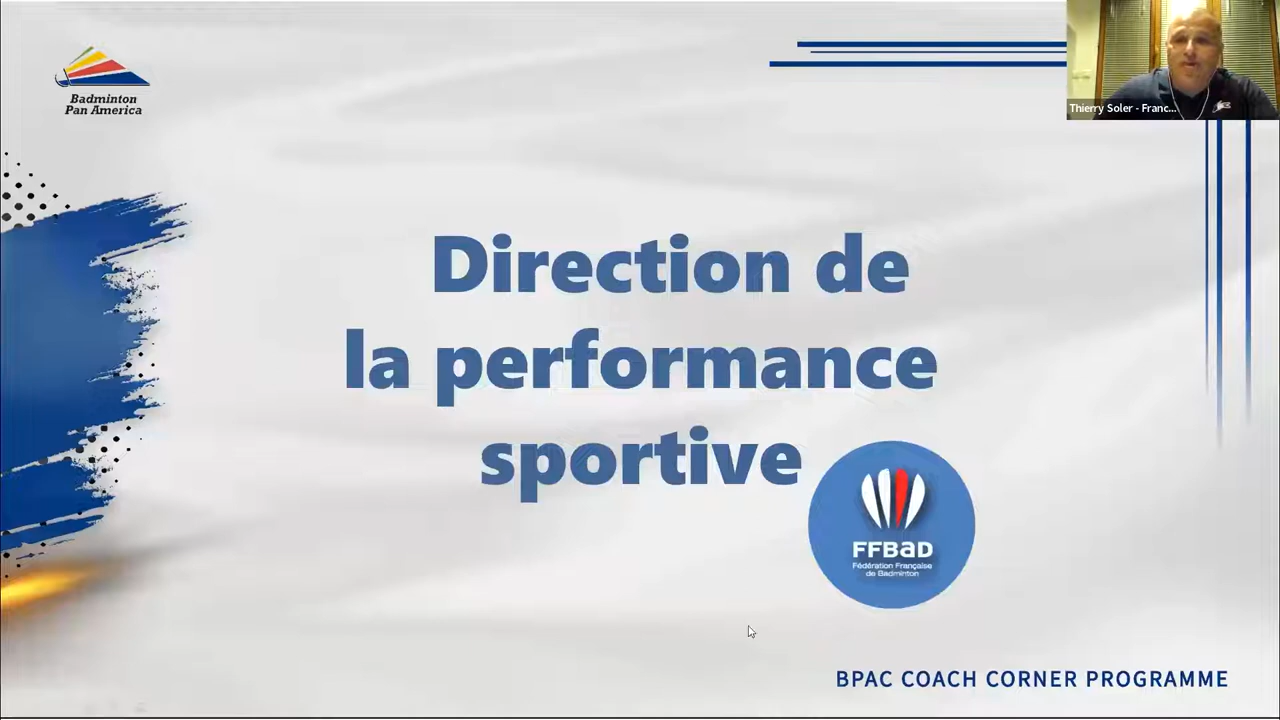 Badminton
Pan America
Thierry Soler - Franc...
Direction de
la performance
sportive
FFBaD
Fédération Française
de Badminton
BPAC COACH CORNER PROGRAMME